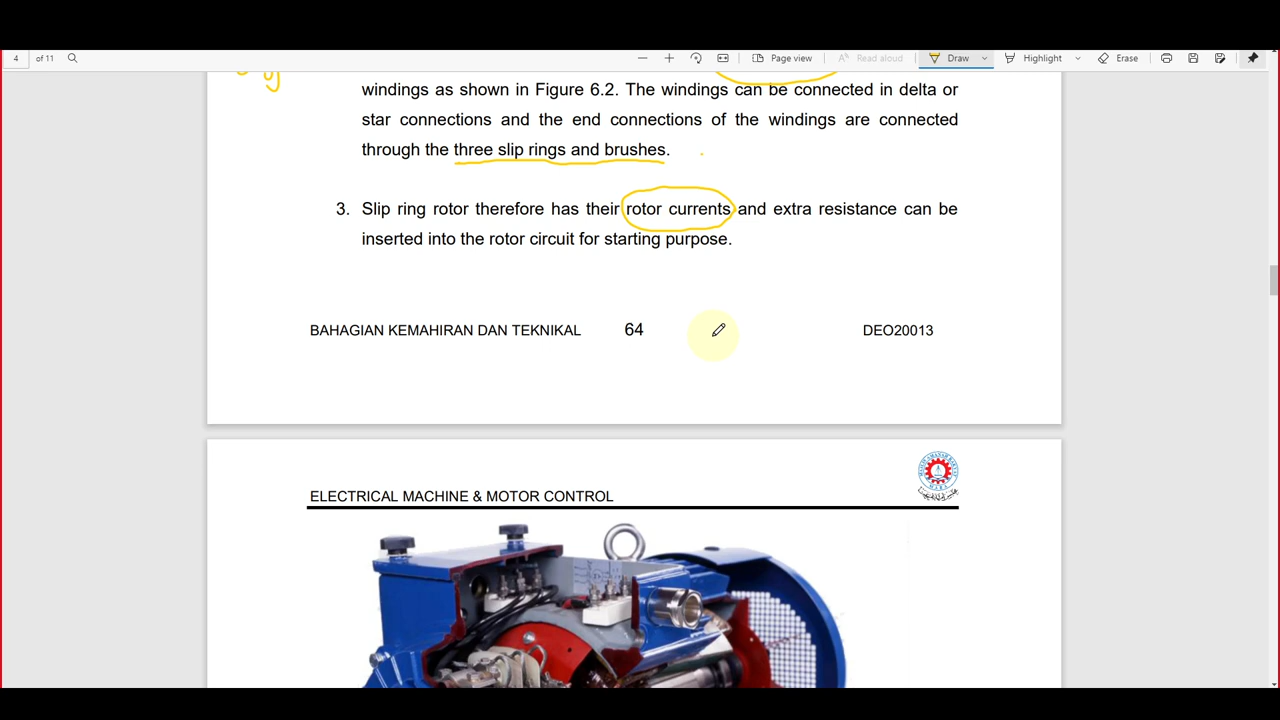 4 of 11 Page view Read aloud Draw Highlight Erase
windings as shown in Figure 6.2. The windings can be connected in delta or
star connections and the end connections of the windings are connected
through the three slip rings and brushes.
3. Slip ring rotor therefore has their rotor currents and extra resistance can be
inserted into the rotor circuit for starting purpose.
BAHAGIAN KEMAHIRAN DAN TEKNIKAL 64 DEO20013
ELECTRICAL MACHINE & MOTOR CONTROL